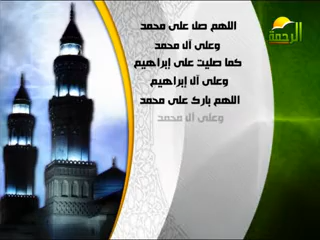 الرحمة
اللهم صل على محمد
وعلى آل محمد
كما صليت على إبراهيم
وعلى آل إبراهيم
اللهم بارك على محمد
وعلى آل محمد